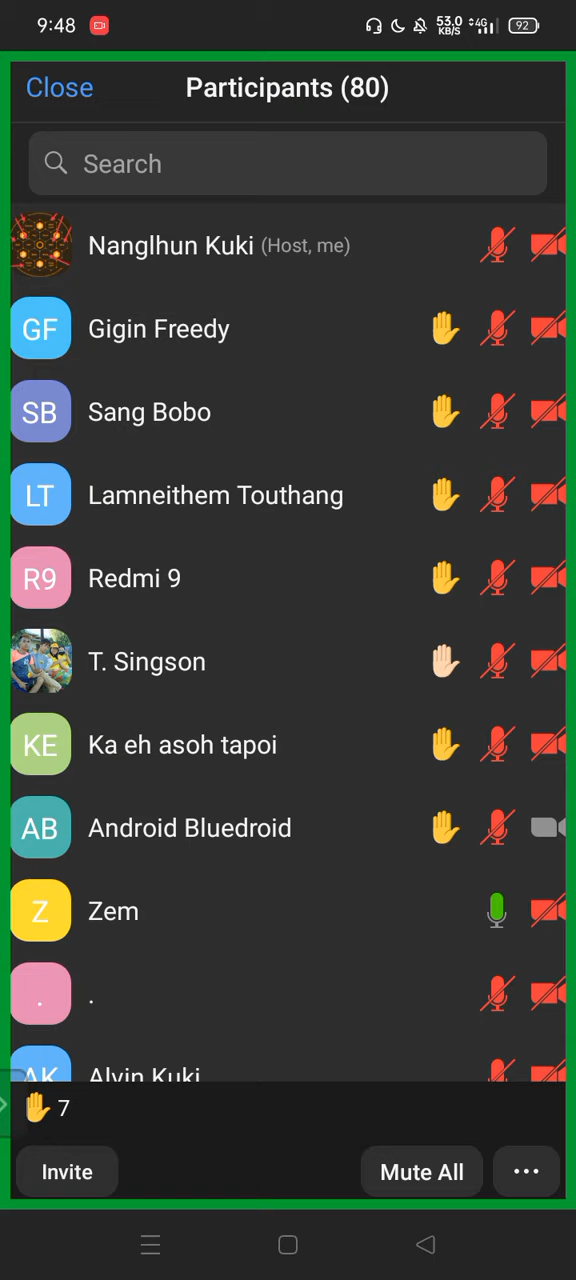 9:48 53.0 KB/S 4G 92
Close Participants (80)
Search
Nanglhun Kuki (Host, me)
GF Gigin Freedy
SB Sang Bobo
LT Lamneithem Touthang
R9 Redmi 9
T. Singson
KE Ka eh asoh tapoi
AB Android Bluedroid
Z Zem
. .
AK Alvin Kuki
7
Invite Mute All ...